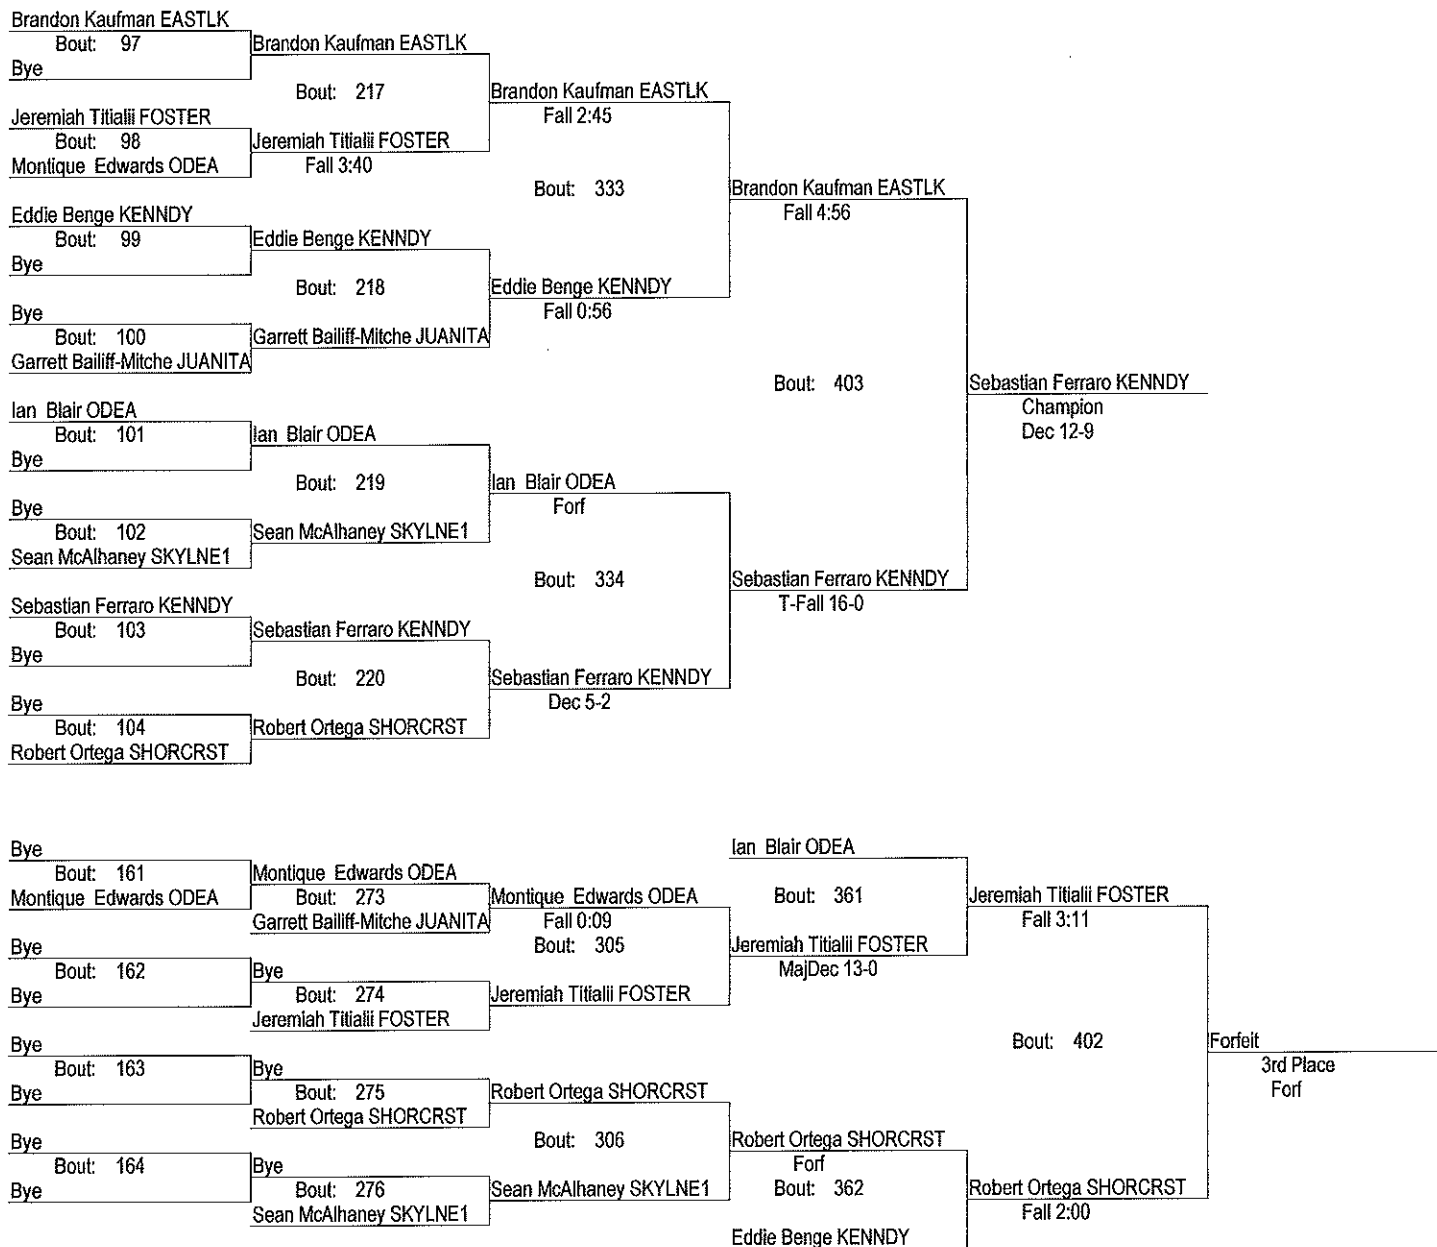 Brandon Kaufman EASTLK
Bout: 97
Brandon Kaufman EASTLK
Bye
Bout: 217
Brandon Kaufman EASTLK
Fall 2:45
Jeremiah Titialii FOSTER
Bout: 98
Jeremiah Titialii FOSTER
Montique Edwards ODEA
Fall 3:40
Bout: 333
Brandon Kaufman EASTLK
Fall 4:56
Eddie Benge KENNDY
Bout: 99
Eddie Benge KENNDY
Bye
Bout: 218
Eddie Benge KENNDY
Fall 0:56
Bye
Bout: 100
Garrett Bailiff-Mitche JUANITA
Garrett Bailiff-Mitche JUANITA
Bout: 403
Sebastian Ferraro KENNDY
Champion
Dec 12-9
Ian Blair ODEA
Bout: 101
Ian Blair ODEA
Bye
Bout: 219
Ian Blair ODEA
Forf
Bye
Bout: 102
Sean McAlhaney SKYLNE1
Sean McAlhaney SKYLNE1
Bout: 334
Sebastian Ferraro KENNDY
T-Fall 16-0
Sebastian Ferraro KENNDY
Bout: 103
Sebastian Ferraro KENNDY
Bye
Bout: 220
Sebastian Ferraro KENNDY
Dec 5-2
Bye
Bout: 104
Robert Ortega SHORCRST
Robert Ortega SHORCRST
Bye
Bout: 161
Montique Edwards ODEA
Montique Edwards ODEA
Bout: 273
Montique Edwards ODEA
Garrett Bailiff-Mitche JUANITA
Fall 0:09
Ian Blair ODEA
Bout: 361
Jeremiah Titialii FOSTER
Fall 3:11
Bout: 305
Jeremiah Titialii FOSTER
MajDec 13-0
Bye
Bout: 162
Bye
Bye
Bout: 274
Jeremiah Titialii FOSTER
Jeremiah Titialii FOSTER
Bout: 402
Forfeit
3rd Place
Forf
Bye
Bout: 163
Bye
Bye
Bout: 275
Robert Ortega SHORCRST
Robert Ortega SHORCRST
Bout: 306
Robert Ortega SHORCRST
Forf
Bye
Bout: 164
Bye
Bye
Bout: 276
Sean McAlhaney SKYLNE1
Sean McAlhaney SKYLNE1
Bout: 362
Robert Ortega SHORCRST
Fall 2:00
Eddie Benge KENNDY